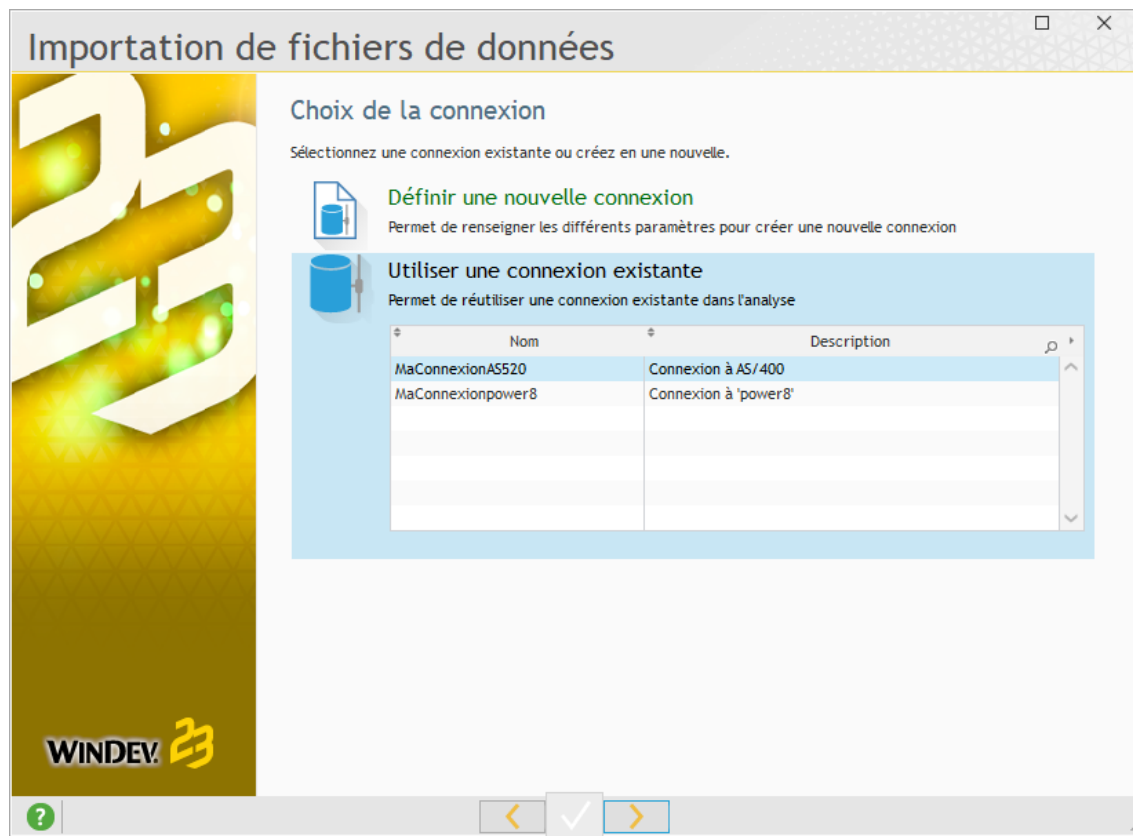 Importation de fichiers de données
Choix de la connexion
Sélectionnez une connexion existante ou créez en une nouvelle.
Définir une nouvelle connexion
Permet de renseigner les différents paramètres pour créer une nouvelle connexion
Utiliser une connexion existante
Permet de réutiliser une connexion existante dans l'analyse
Nom Description
MaConnexionAS520 Connexion à AS/400
MaConnexionpower8 Connexion à 'power8'
23
WINDEV. 23
?